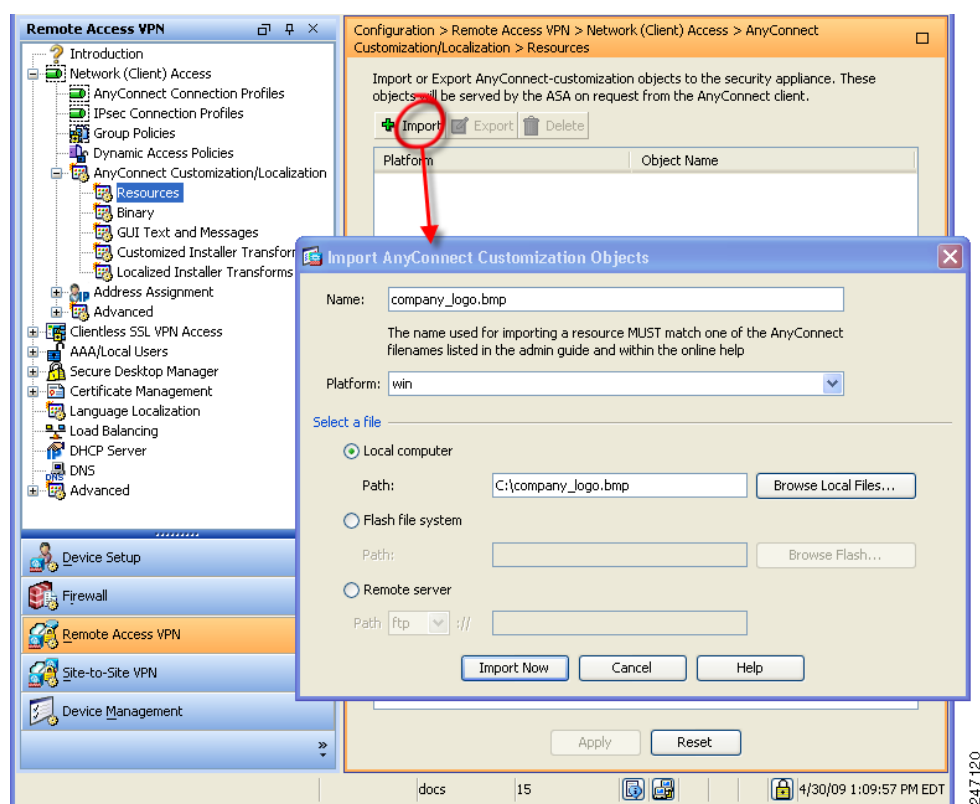 Remote Access VPN
Introduction
Network (Client) Access
AnyConnect Connection Profiles
IPsec Connection Profiles
Group Policies
Dynamic Access Policies
AnyConnect Customization/Localization
Resources
Binary
GUI Text and Messages
Customized Installer Transfor
Localized Installer Transforms
Address Assignment
Advanced
Clientless SSL VPN Access
AAA/Local Users
Secure Desktop Manager
Certificate Management
Language Localization
Load Balancing
DHCP Server
DNS
DNS
Advanced
Device Setup
Firewall
Remote Access VPN
Site-to-Site VPN
Device Management
»
Configuration > Remote Access VPN > Network (Client) Access > AnyConnect
Customization/Localization > Resources
Import or Export AnyConnect-customization objects to the security appliance. These
objects will be served by the ASA on request from the AnyConnect client.
Import Export Delete
Platform Object Name
Import AnyConnect Customization Objects
Name: company_logo.bmp
The name used for importing a resource MUST match one of the AnyConnect
filenames listed in the admin guide and within the online help
Platform: win
Select a file
Local computer
Path: C:\company_logo.bmp Browse Local Files...
Flash file system
Path: Browse Flash...
Remote server
Path ftp ://
Import Now Cancel Help
Apply Reset
docs 15 4/30/09 1:09:57 PM EDT
247120